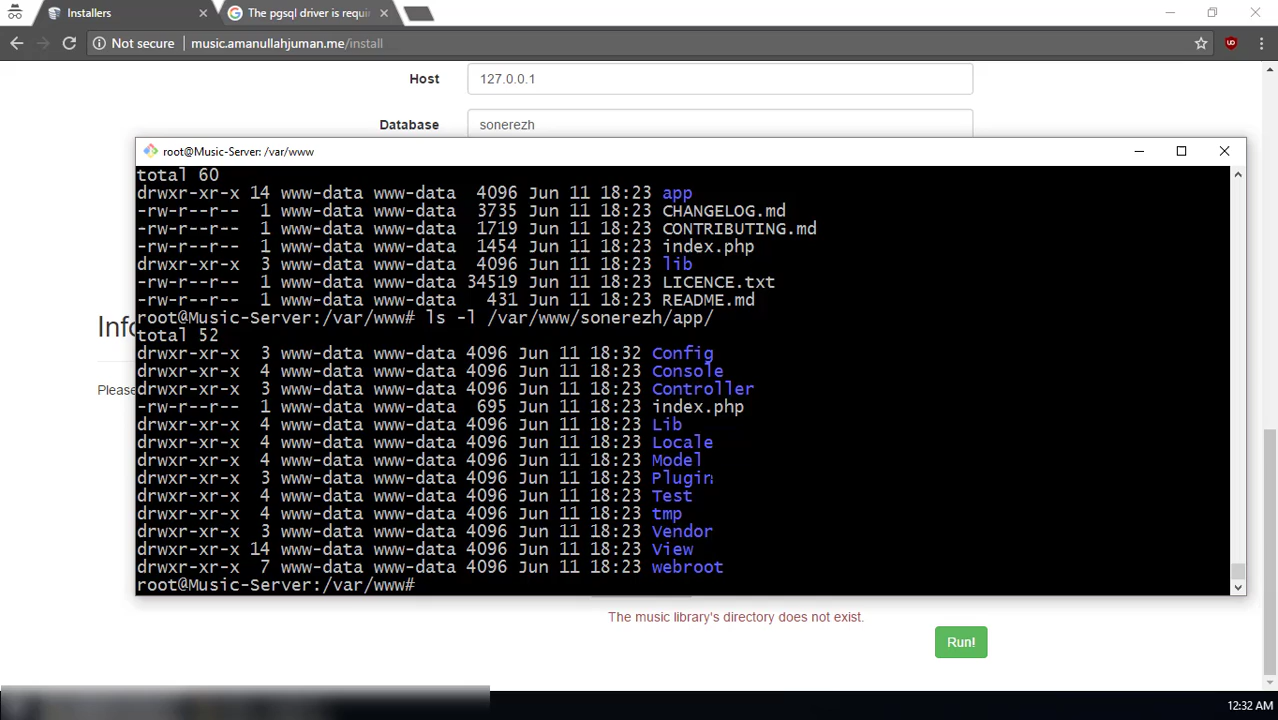 Installers
The pgsql driver is requi
Not secure | music.amanullahjuman.me/install
Host
127.0.0.1
Database
sonerezh
root@Music-Server: /var/www
total 60
drwxr-xr-x 14 www-data www-data  4096 Jun 11 18:23 app
-rw-r--r--  1 www-data www-data  3735 Jun 11 18:23 CHANGELOG.md
-rw-r--r--  1 www-data www-data  1719 Jun 11 18:23 CONTRIBUTING.md
-rw-r--r--  1 www-data www-data  1454 Jun 11 18:23 index.php
drwxr-xr-x  3 www-data www-data  4096 Jun 11 18:23 lib
-rw-r--r--  1 www-data www-data 34519 Jun 11 18:23 LICENCE.txt
-rw-r--r--  1 www-data www-data   431 Jun 11 18:23 README.md
root@Music-Server:/var/www# ls -l /var/www/sonerezh/app/
total 52
drwxr-xr-x  3 www-data www-data 4096 Jun 11 18:32 Config
drwxr-xr-x  4 www-data www-data 4096 Jun 11 18:23 Console
drwxr-xr-x  3 www-data www-data 4096 Jun 11 18:23 Controller
-rw-r--r--  1 www-data www-data  695 Jun 11 18:23 index.php
drwxr-xr-x  4 www-data www-data 4096 Jun 11 18:23 Lib
drwxr-xr-x  4 www-data www-data 4096 Jun 11 18:23 Locale
drwxr-xr-x  4 www-data www-data 4096 Jun 11 18:23 Model
drwxr-xr-x  3 www-data www-data 4096 Jun 11 18:23 Plugin
drwxr-xr-x  4 www-data www-data 4096 Jun 11 18:23 Test
drwxr-xr-x  4 www-data www-data 4096 Jun 11 18:23 tmp
drwxr-xr-x  3 www-data www-data 4096 Jun 11 18:23 Vendor
drwxr-xr-x 14 www-data www-data 4096 Jun 11 18:23 View
drwxr-xr-x  7 www-data www-data 4096 Jun 11 18:23 webroot
root@Music-Server:/var/www#
Info
Please
The music library's directory does not exist.
Run!
12:32 AM